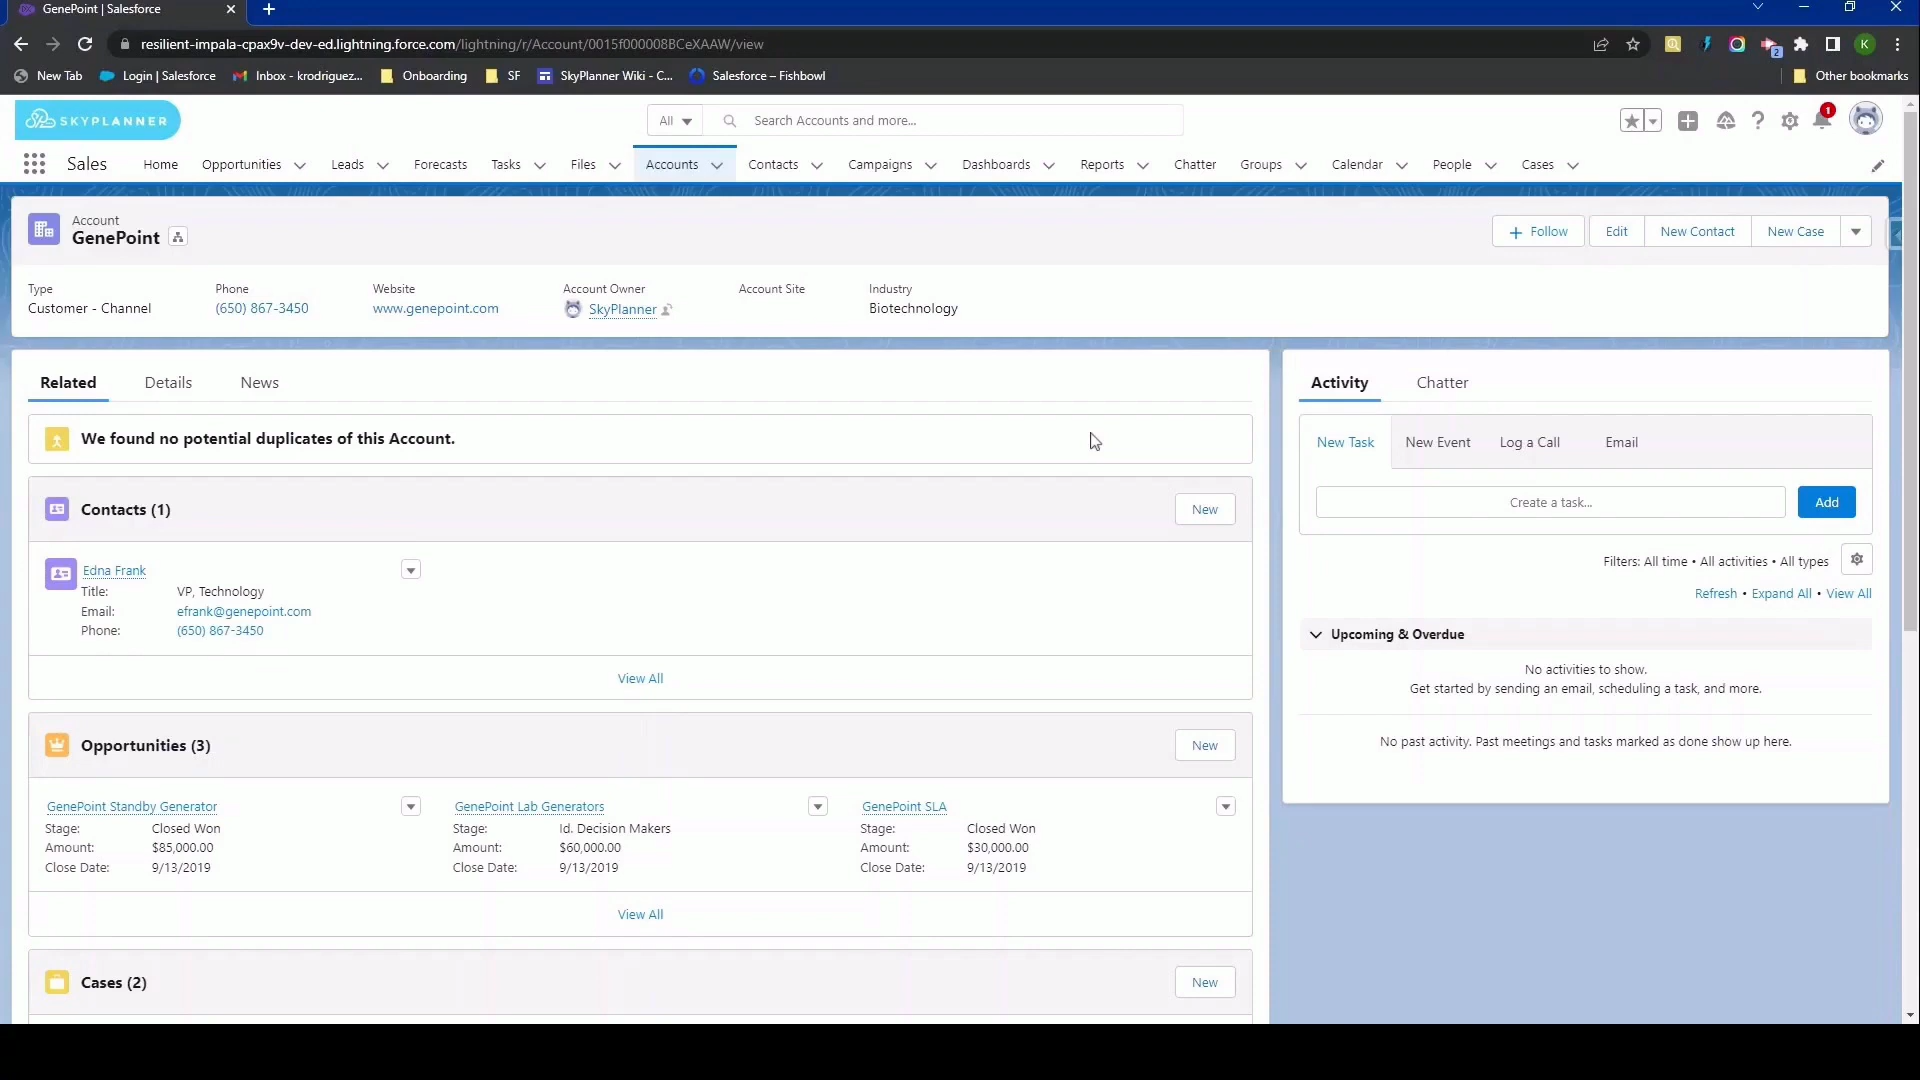 GenePoint | Salesforce
resilient-impala-cpax9v-dev-ed.lightning.force.com/lightning/r/Account/0015f000008BCeXAAW/view
K
2
New Tab
Login | Salesforce
Inbox - krodriguez...
Onboarding
SF
SkyPlanner Wiki - C...
Salesforce – Fishbowl
Other bookmarks
SKYPLANNER
All
Search Accounts and more...
1
Sales
Home
Opportunities
Leads
Forecasts
Tasks
Files
Accounts
Contacts
Campaigns
Dashboards
Reports
Chatter
Groups
Calendar
People
Cases
Account
GenePoint
Follow
Edit
New Contact
New Case
Type
Phone
Website
Account Owner
Account Site
Industry
Customer - Channel
(650) 867-3450
www.genepoint.com
SkyPlanner
Biotechnology
Related
Details
News
We found no potential duplicates of this Account.
Contacts (1)
New
Edna Frank
Title: VP, Technology
Email: efrank@genepoint.com
Phone: (650) 867-3450
View All
Opportunities (3)
New
GenePoint Standby Generator
Stage: Closed Won
Amount: $85,000.00
Close Date: 9/13/2019
GenePoint Lab Generators
Stage: Id. Decision Makers
Amount: $60,000.00
Close Date: 9/13/2019
GenePoint SLA
Stage: Closed Won
Amount: $30,000.00
Close Date: 9/13/2019
View All
Cases (2)
New
Activity
Chatter
New Task
New Event
Log a Call
Email
Create a task...
Add
Filters: All time • All activities • All types
Refresh • Expand All • View All
Upcoming & Overdue
No activities to show.
Get started by sending an email, scheduling a task, and more.
No past activity. Past meetings and tasks marked as done show up here.